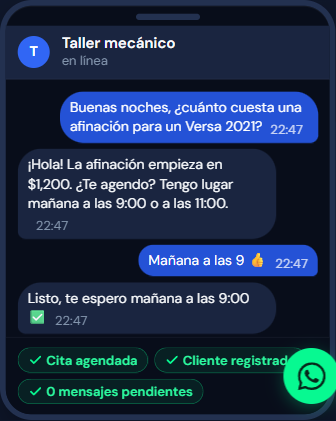 T
Taller mecánico
en línea
Buenas noches, ¿cuánto cuesta una
afinación para un Versa 2021? 22:47
¡Hola! La afinación empieza en
$1,200. ¿Te agendo? Tengo lugar
mañana a las 9:00 o a las 11:00.
22:47
Mañana a las 9 👍 22:47
Listo, te espero mañana a las 9:00
✅ 22:47
✓ Cita agendada
✓ Cliente registrad
✓ 0 mensajes pendientes